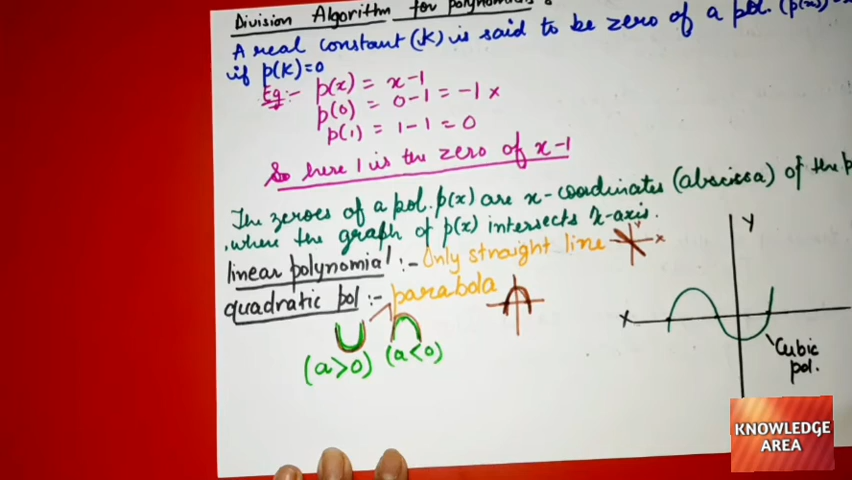 Division Algorithm for polynomials
A real constant (k) is said to be zero of a pol. (p(x)
if p(k)=0
Eg:- p(x) = x-1
p(0) = 0-1 = -1 x
p(1) = 1-1 = 0
So here 1 is the zero of x-1
The zeroes of a pol. p(x) are x-coordinates (abscissa) of the
where the graph of p(x) intersects x-axis.
linear polynomial :- Only straight line
Y
x
quadratic pol :- parabola
(a>0) (a<0)
Y
X
Cubic
pol.
KNOWLEDGE
AREA